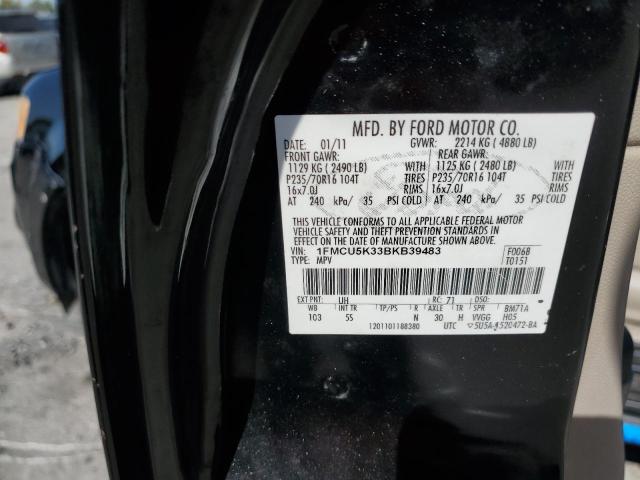 MFD. BY FORD MOTOR CO.
DATE: 01/11 GVWR: 2214 KG ( 4880 LB)
FRONT GAWR: REAR GAWR:
1129 KG ( 2490 LB) WITH 1125 KG ( 2480 LB) WITH
P235/70R16 104T TIRES P235/70R16 104T TIRES
16x7.0J RIMS 16x7.0J RIMS
AT 240 kPa/ 35 PSI COLD AT 240 kPa/ 35 PSI COLD
THIS VEHICLE CONFORMS TO ALL APPLICABLE FEDERAL MOTOR
VEHICLE SAFETY AND THEFT PREVENTION STANDARDS IN
EFFECT ON THE DATE OF MANUFACTURE SHOWN ABOVE.
VIN: 1FMCU5K33BKB39483 F0068
TYPE: MPV T0151
EXT PNT: UH RC: 71 DSO:
WB INT TR TP/PS R AXLE TR SPR BM71A
103 55 N 30 H VVGG H05
1201101188380 UTC 5U5A-1520472-BA